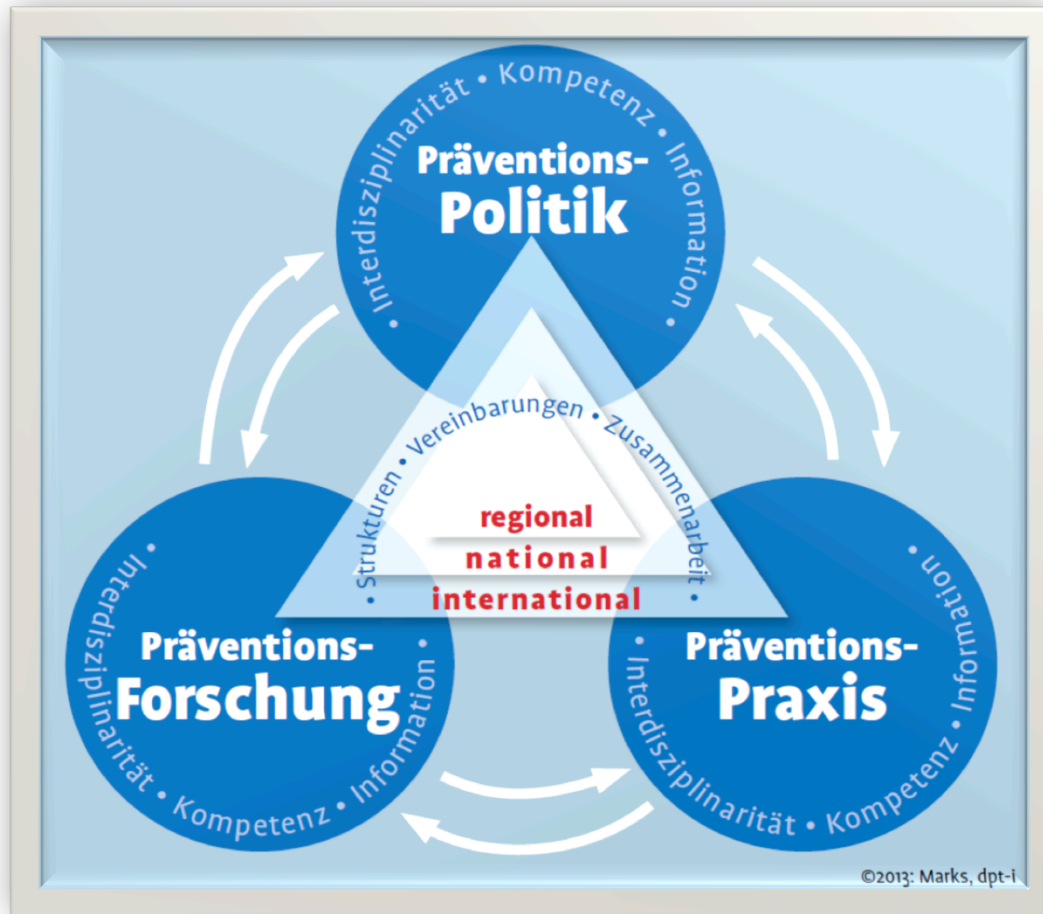 • Interdisziplinarität • Kompetenz • Information •
Präventions-
Politik
• Strukturen • Vereinbarungen • Zusammenarbeit •
regional
national
international
• Interdisziplinarität • Kompetenz • Information •
Präventions-
Forschung
• Interdisziplinarität • Kompetenz • Information •
Präventions-
Praxis
©2013: Marks, dpt-i